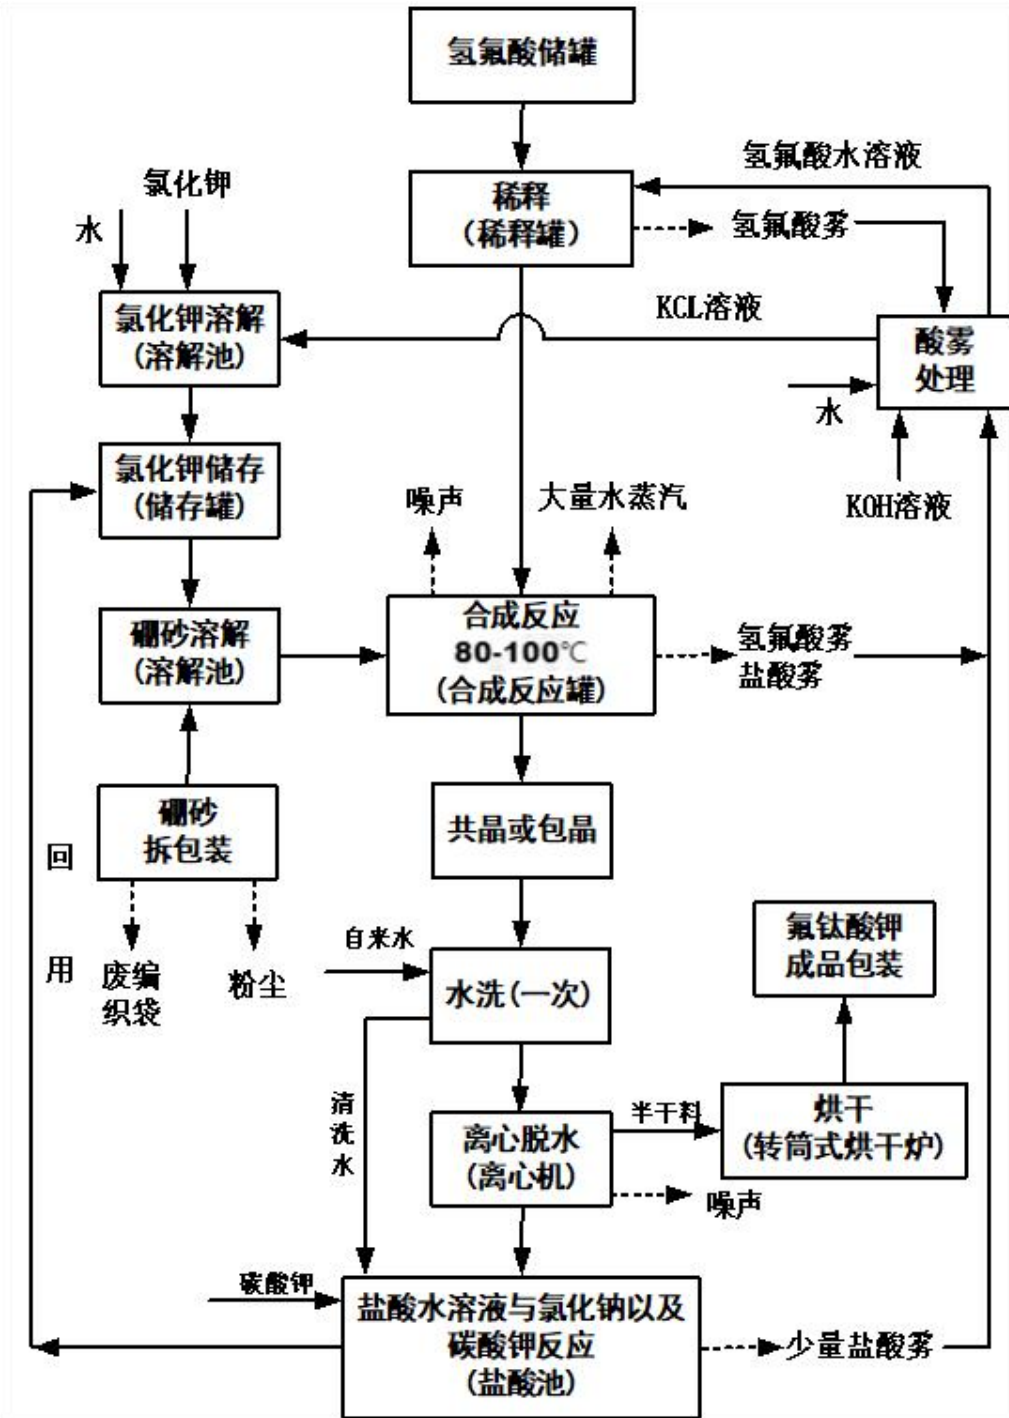 氢氟酸储罐
氢氟酸水溶液
稀释
(稀释罐)
氢氟酸雾
氯化钾
水
氯化钾溶解
(溶解池)
KCL溶液
酸雾
处理
水
KOH溶液
氯化钾储存
(储存罐)
噪声
大量水蒸汽
硼砂溶解
(溶解池)
合成反应
80-100℃
(合成反应罐)
氢氟酸雾
盐酸雾
硼砂
拆包装
共晶或包晶
回
用
废编
织袋
粉尘
自来水
水洗(一次)
氟钛酸钾
成品包装
清
洗
水
离心脱水
(离心机)
半干料
烘干
(转筒式烘干炉)
噪声
碳酸钾
盐酸水溶液与氯化钠以及
碳酸钾反应
(盐酸池)
少量盐酸雾